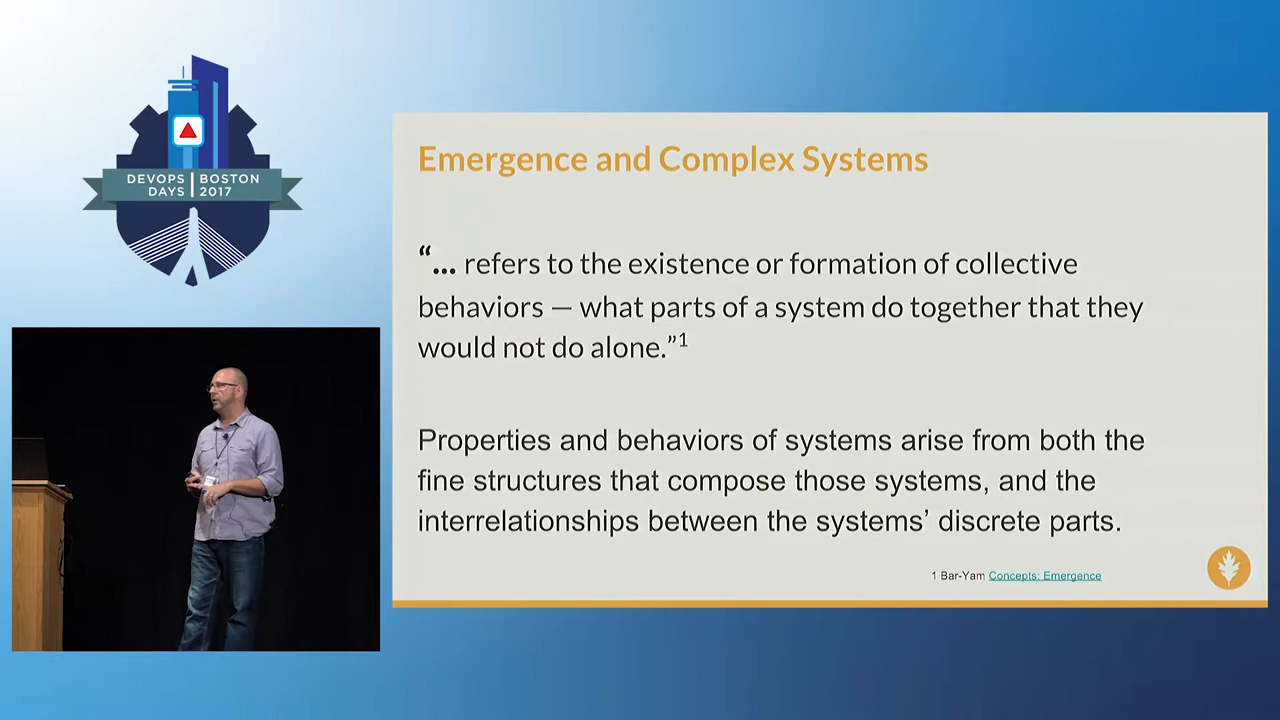 DEVOPS | BOSTON
DAYS | 2017
Emergence and Complex Systems
“... refers to the existence or formation of collective
behaviors — what parts of a system do together that they
would not do alone.”1
Properties and behaviors of systems arise from both the
fine structures that compose those systems, and the
interrelationships between the systems’ discrete parts.
1 Bar-Yam Concepts: Emergence